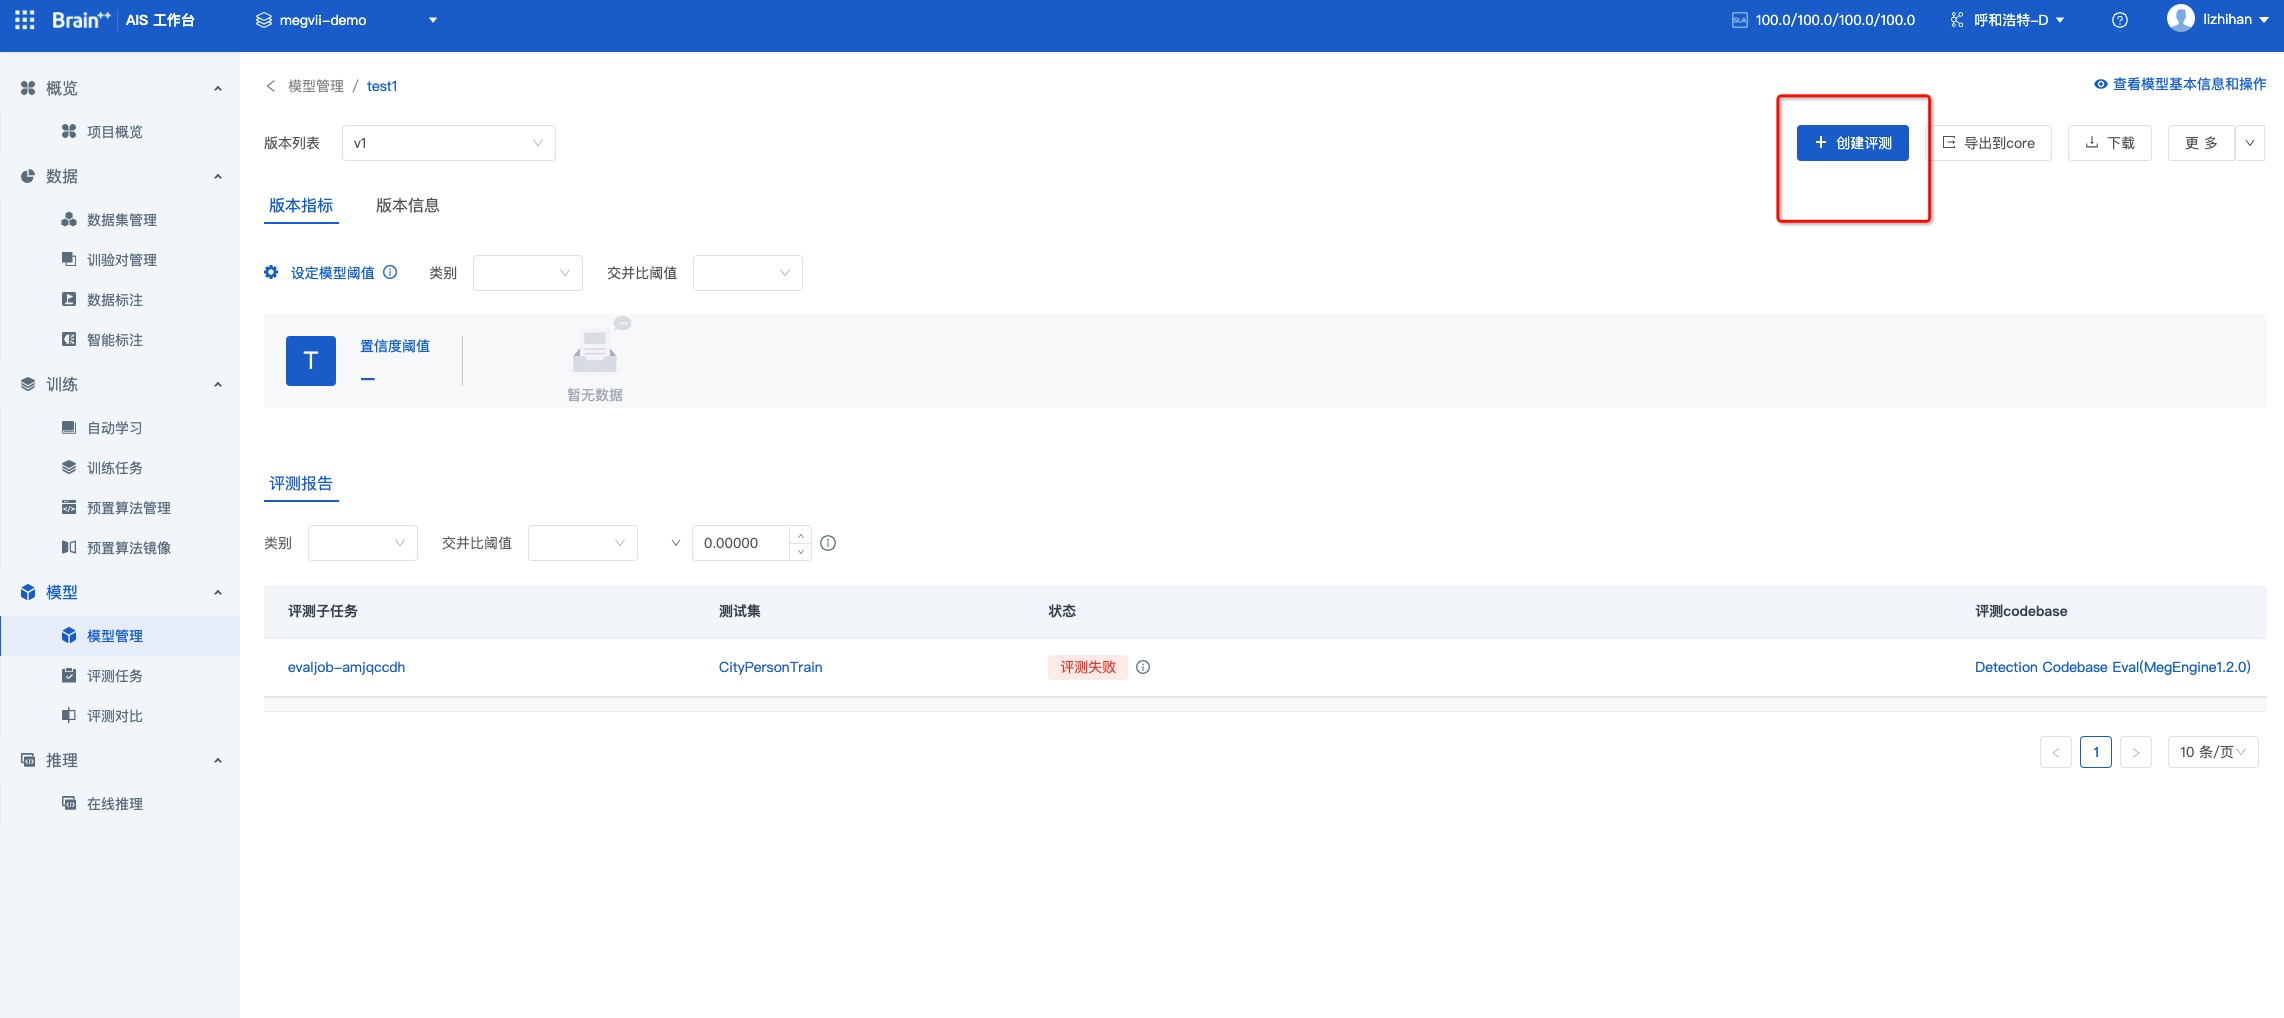 Brain++ AIS 工作台 megvii-demo SLA 100.0/100.0/100.0/100.0 呼和浩特-D lizhihan
概览
项目概览
数据
数据集管理
训验对管理
数据标注
智能标注
训练
自动学习
训练任务
预置算法管理
预置算法镜像
模型
模型管理
评测任务
评测对比
推理
在线推理
模型管理 / test1
查看模型基本信息和操作
版本列表 v1
+ 创建评测 导出到core 下载 更 多
版本指标 版本信息
设定模型阈值 类别 交并比阈值
T 置信度阈值
—
暂无数据
评测报告
类别 交并比阈值 0.00000
评测子任务 测试集 状态 评测codebase
evaljob-amjqccdh CityPersonTrain 评测失败 Detection Codebase Eval(MegEngine1.2.0)
< 1 > 10 条/页